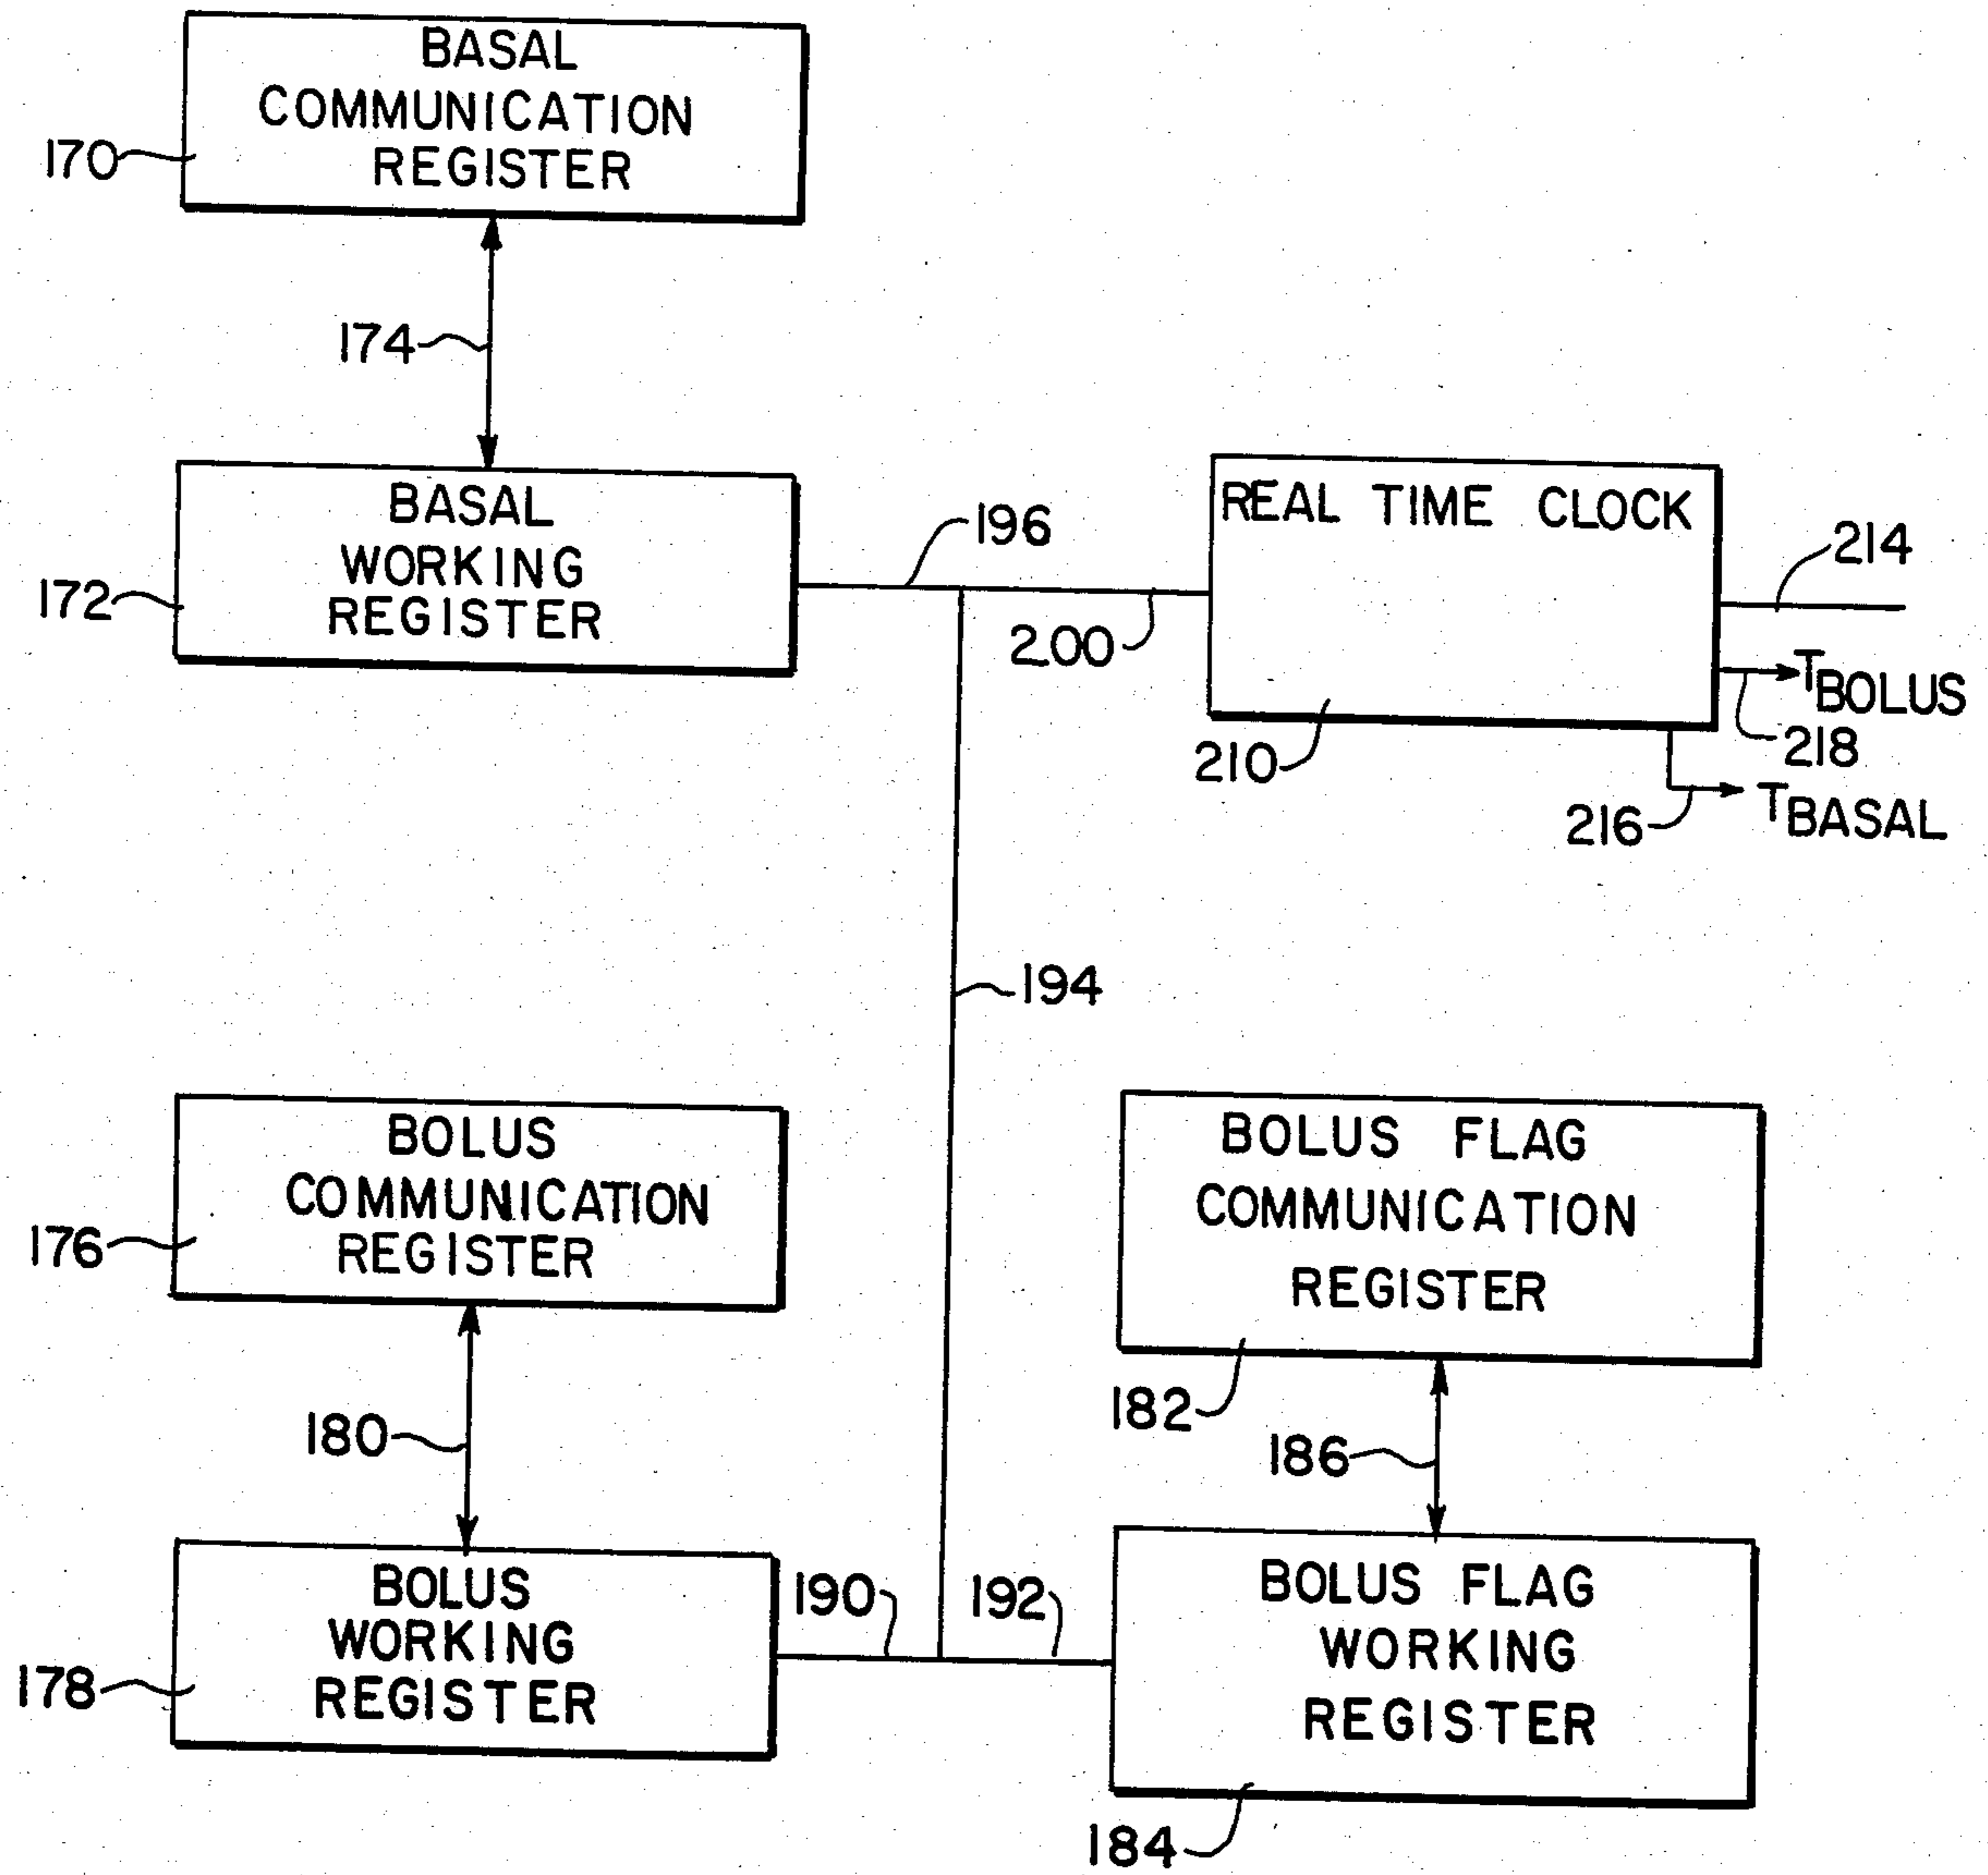 BASAL
COMMUNICATION
REGISTER
170
174
BASAL
WORKING
REGISTER
172
196
200
REAL TIME CLOCK
210
214
TBOLUS
218
216
TBASAL
194
BOLUS
COMMUNICATION
REGISTER
176
BOLUS FLAG
COMMUNICATION
REGISTER
182
180
186
BOLUS
WORKING
REGISTER
178
190
192
BOLUS FLAG
WORKING
REGISTER
184